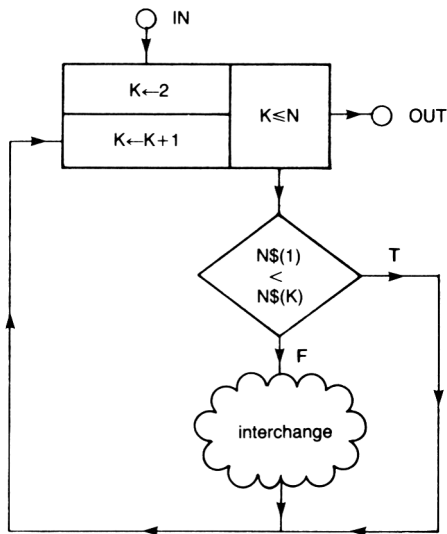 IN
K←2
K←K+1
K≤N
OUT
N$(1)
<
N$(K)
T
F
interchange